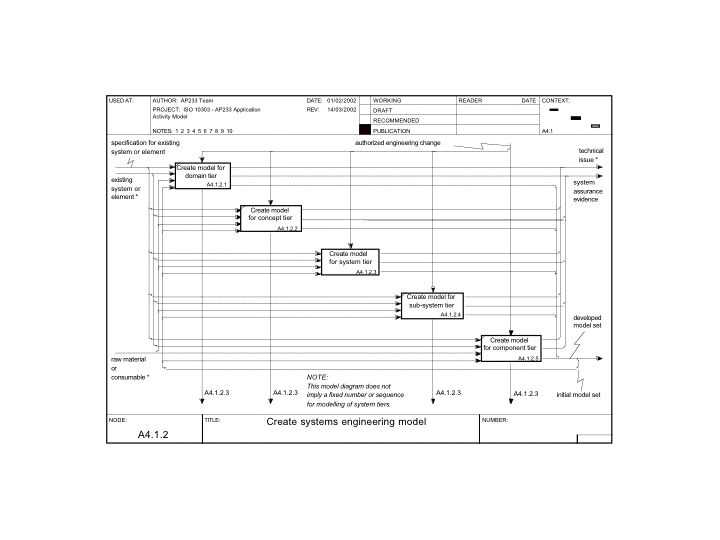 USED AT:
AUTHOR: AP233 Team
DATE: 01/02/2002
WORKING
READER
DATE
CONTEXT:
PROJECT: ISO 10303 - AP233 Application
Activity Model
REV: 14/03/2002
DRAFT
RECOMMENDED
NOTES: 1 2 3 4 5 6 7 8 9 10
PUBLICATION
A4.1
specification for existing
system or element
authorized engineering change
technical
issue *
existing
system or
element *
Create model for
domain tier
A4.1.2.1
system
assurance
evidence
Create model
for concept tier
A4.1.2.2
Create model
for system tier
A4.1.2.3
Create model for
sub-system tier
A4.1.2.4
developed
model set
Create model
for component tier
A4.1.2.5
raw material
or
consumable *
NOTE:
This model diagram does not
imply a fixed number or sequence
for modelling of system tiers.
A4.1.2.3
A4.1.2.3
A4.1.2.3
A4.1.2.3
initial model set
NODE:
A4.1.2
TITLE:
Create systems engineering model
NUMBER: